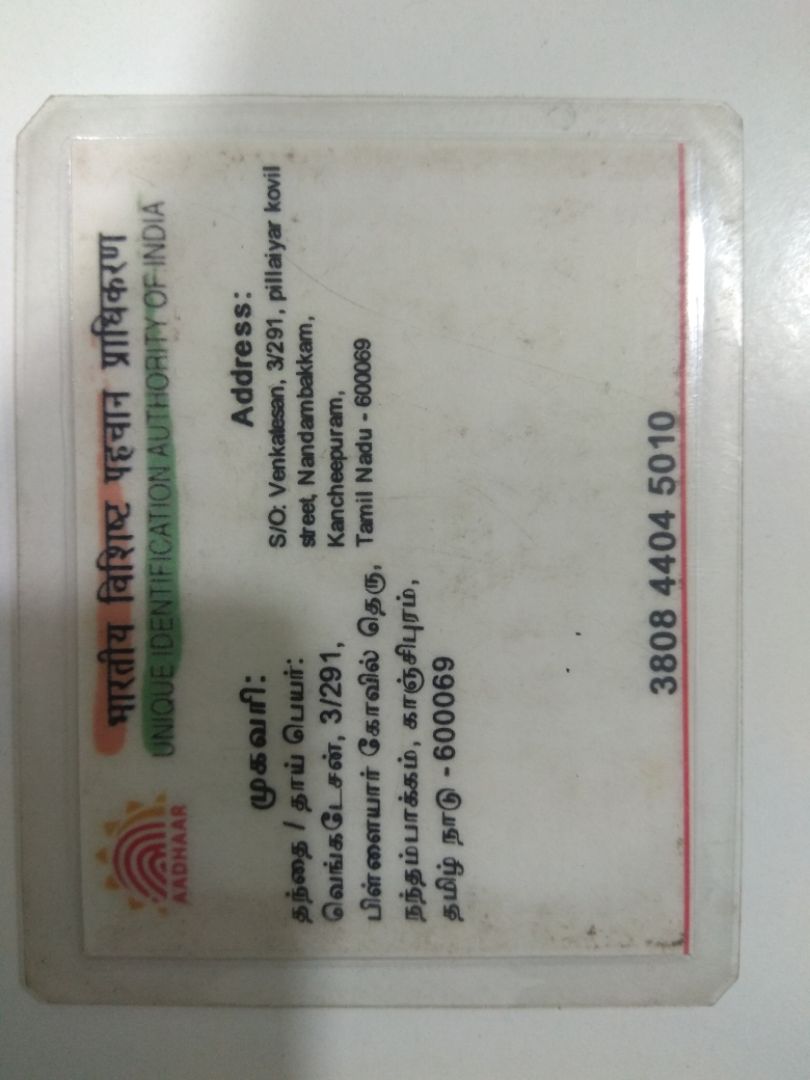 भारतीय विशिष्ट पहचान प्राधिकरण
UNIQUE IDENTIFICATION AUTHORITY OF INDIA
AADHAAR
முகவரி:
தந்தை / தாய் பெயர்:
வெங்கடேசன், 3/291,
பிள்ளையார் கோவில் தெரு,
நந்தம்பாக்கம், காஞ்சிபுரம்,
தமிழ் நாடு - 600069
Address:
S/O: Venkatesan, 3/291, pillaiyar kovil
street, Nandambakkam,
Kancheepuram,
Tamil Nadu - 600069
3808 4404 5010